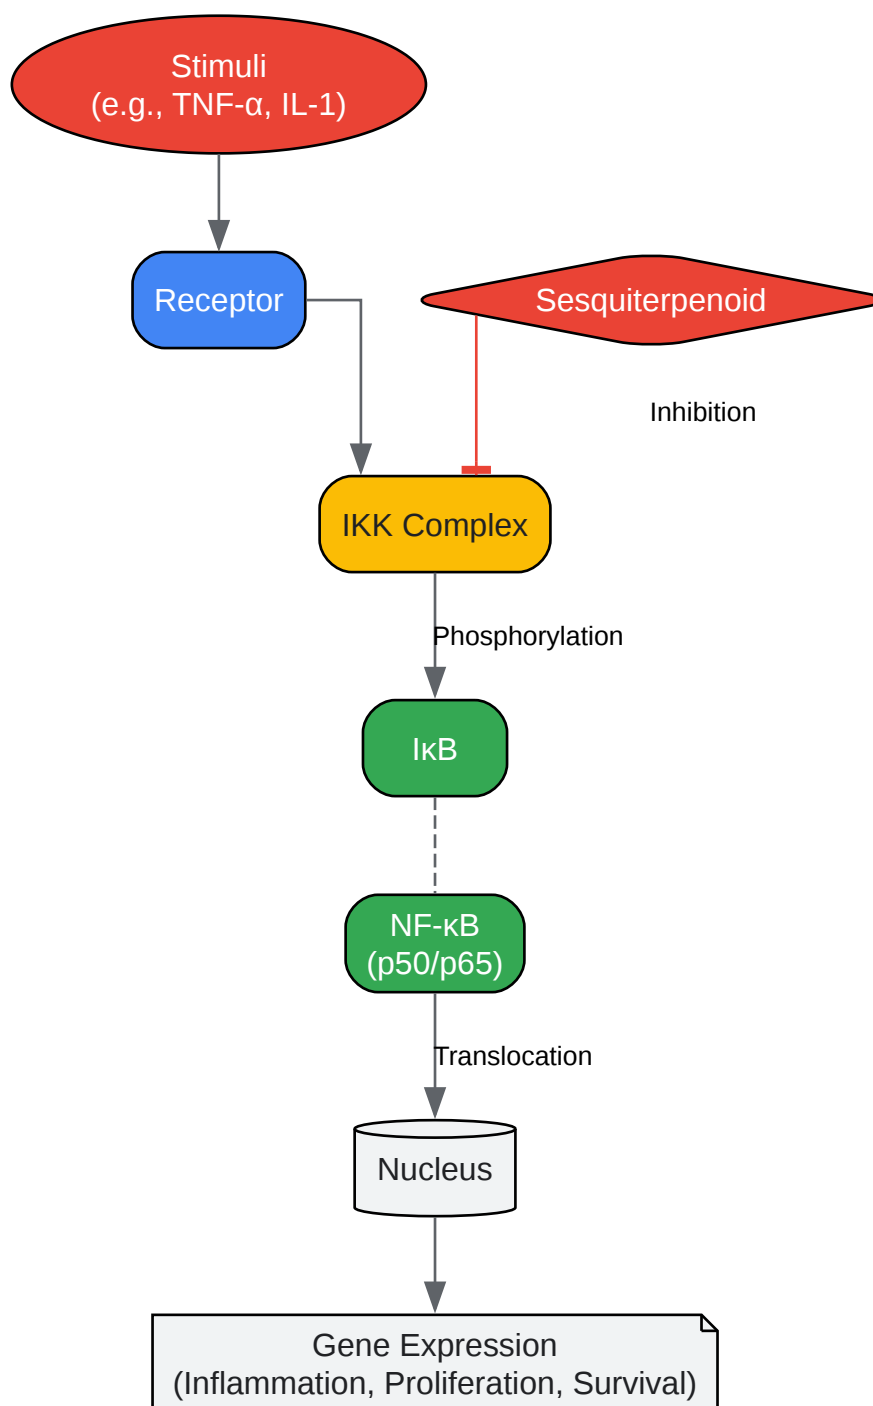 Stimuli
(e.g., TNF-α, IL-1)
Receptor
Sesquiterpenoid
Inhibition
IKK Complex
Phosphorylation
IκB
NF-κB
(p50/p65)
Translocation
Nucleus
Gene Expression
(Inflammation, Proliferation, Survival)